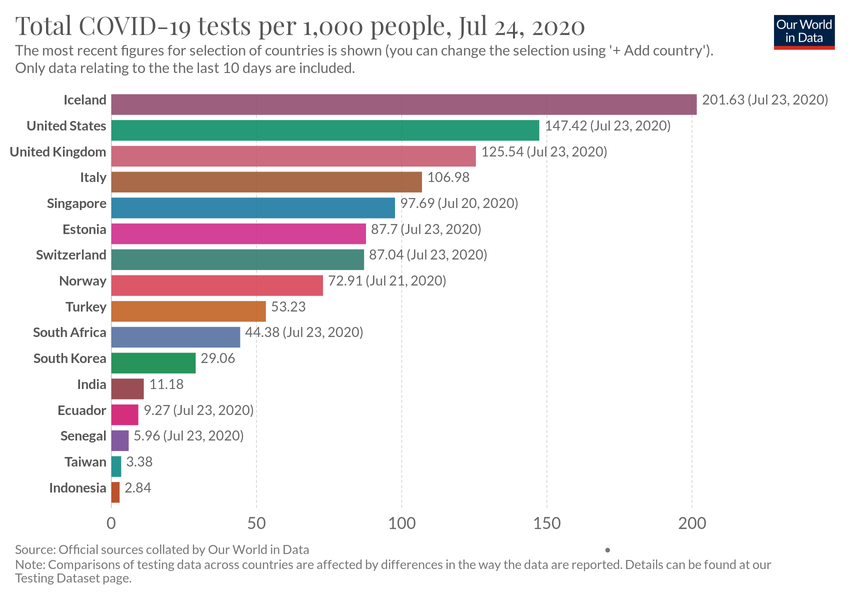 Total COVID-19 tests per 1,000 people, Jul 24, 2020
Our World
in Data
The most recent figures for selection of countries is shown (you can change the selection using '+ Add country').
Only data relating to the the last 10 days are included.
Iceland 201.63 (Jul 23, 2020)
United States 147.42 (Jul 23, 2020)
United Kingdom 125.54 (Jul 23, 2020)
Italy 106.98
Singapore 97.69 (Jul 20, 2020)
Estonia 87.7 (Jul 23, 2020)
Switzerland 87.04 (Jul 23, 2020)
Norway 72.91 (Jul 21, 2020)
Turkey 53.23
South Africa 44.38 (Jul 23, 2020)
South Korea 29.06
India 11.18
Ecuador 9.27 (Jul 23, 2020)
Senegal 5.96 (Jul 23, 2020)
Taiwan 3.38
Indonesia 2.84
0 50 100 150 200
Source: Official sources collated by Our World in Data
Note: Comparisons of testing data across countries are affected by differences in the way the data are reported. Details can be found at our
Testing Dataset page.